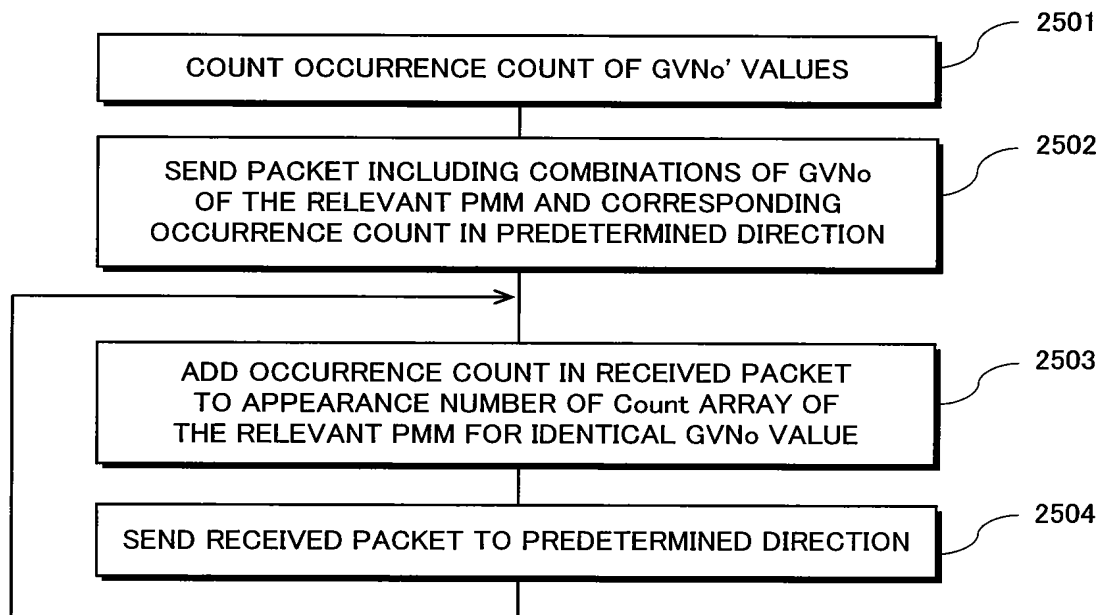 2501
COUNT OCCURRENCE COUNT OF GVNo' VALUES
2502
SEND PACKET INCLUDING COMBINATIONS OF GVNo
OF THE RELEVANT PMM AND CORRESPONDING
OCCURRENCE COUNT IN PREDETERMINED DIRECTION
2503
ADD OCCURRENCE COUNT IN RECEIVED PACKET
TO APPEARANCE NUMBER OF Count ARRAY OF
THE RELEVANT PMM FOR IDENTICAL GVNo VALUE
2504
SEND RECEIVED PACKET TO PREDETERMINED DIRECTION